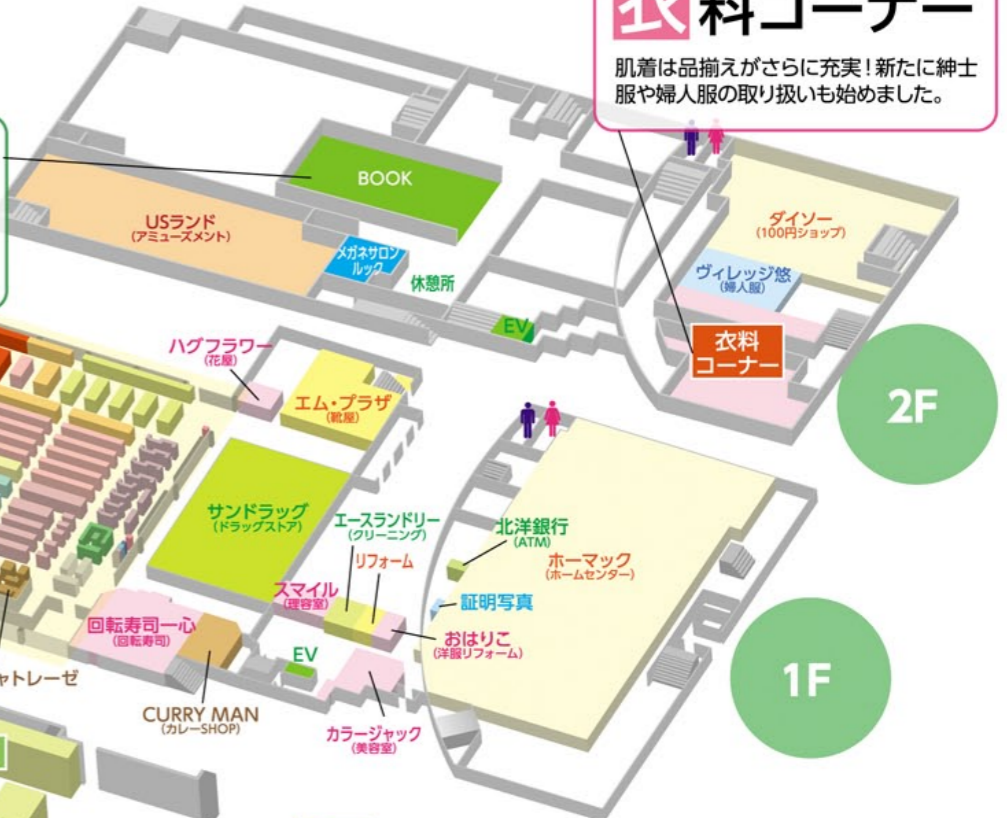 衣料コーナー
肌着は品揃えがさらに充実!新たに紳士
服や婦人服の取り扱いも始めました。
BOOK
USランド
(アミューズメント)
メガネサロン
ルック
休憩所
EV
ダイソー
(100円ショップ)
ヴィレッジ悠
(婦人服)
衣料
コーナー
2F
ハグフラワー
(花屋)
エム・プラザ
(靴屋)
サンドラッグ
(ドラッグストア)
エースランドリー
(クリーニング)
リフォーム
北洋銀行
(ATM)
ホーマック
(ホームセンター)
スマイル
(理容室)
証明写真
おはりこ
(洋服リフォーム)
回転寿司一心
(回転寿司)
EV
1F
ャトレーゼ
CURRY MAN
(カレーSHOP)
カラージャック
(美容室)